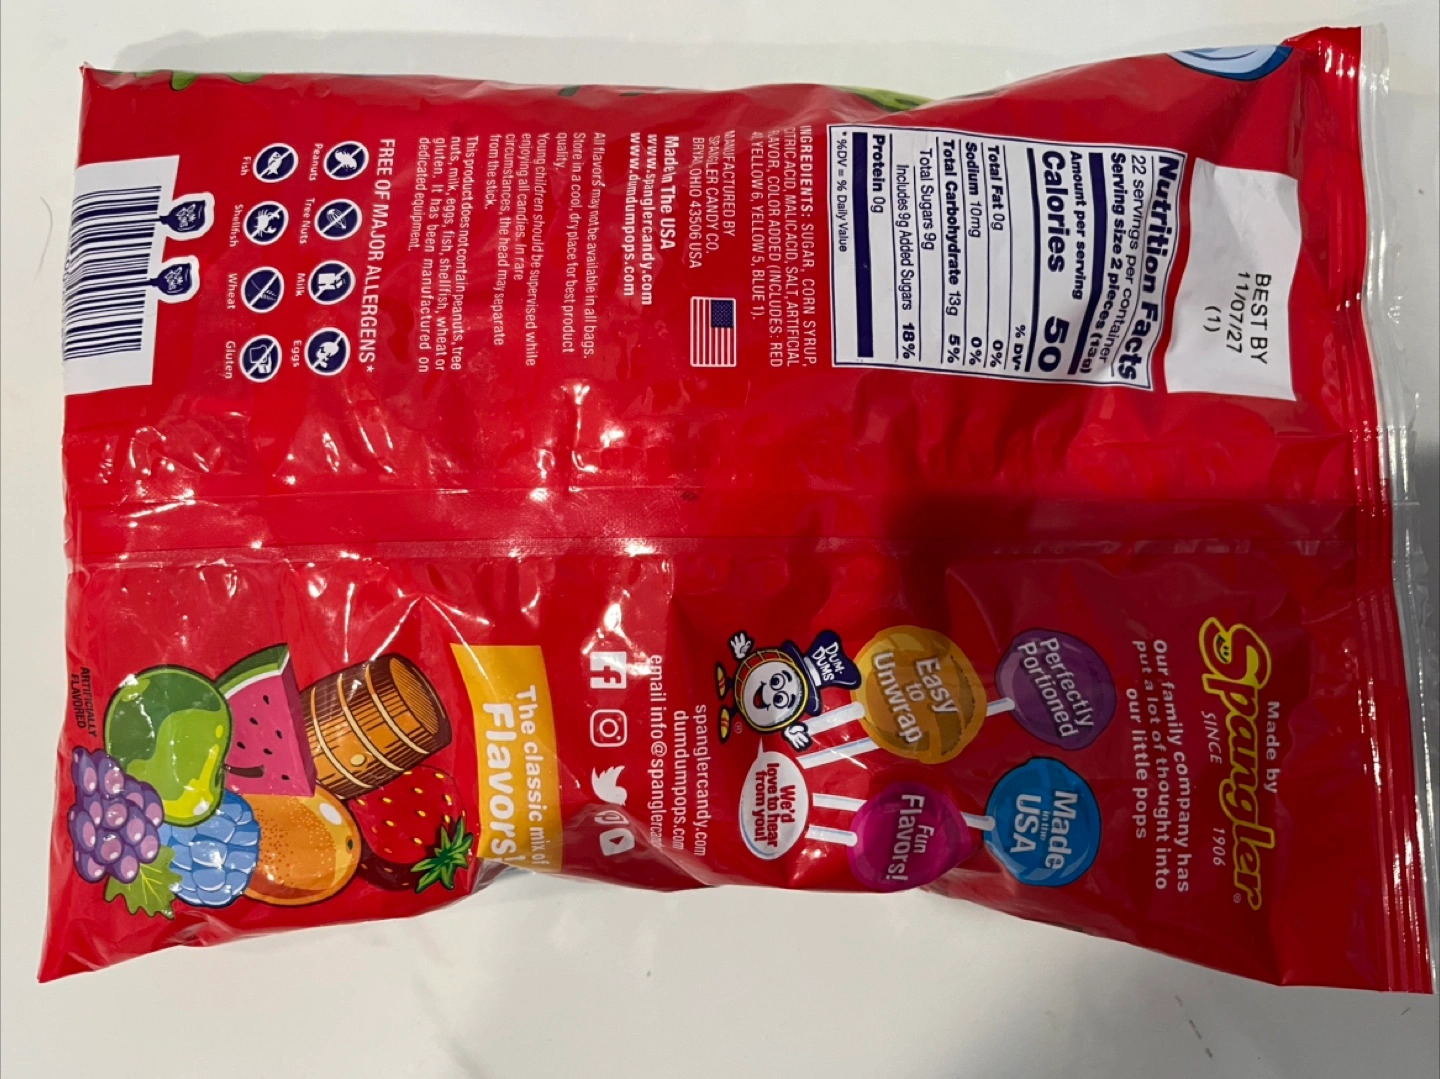 BEST BY
11/07/27
(1)
Nutrition Facts
22 servings per container
Serving size 2 pieces (13g)
Amount per serving
Calories 50
% DV*
Total Fat 0g 0%
Sodium 10mg 0%
Total Carbohydrate 13g 5%
Total Sugars 9g
Includes 9g Added Sugars 18%
Protein 0g
*%DV = % Daily Value
INGREDIENTS: SUGAR, CORN SYRUP,
CITRIC ACID, MALIC ACID, SALT, ARTIFICIAL
FLAVOR, COLOR ADDED (INCLUDES: RED
40, YELLOW 6, YELLOW 5, BLUE 1).
MANUFACTURED BY
SPANGLER CANDY CO.
BRYAN, OHIO 43506 USA
Made in The USA
www.spanglercandy.com
www.dumdumpops.com
All flavors may not be available in all bags.
Store in a cool, dry place for best product
quality.
Young children should be supervised while
enjoying all candies. In rare
circumstances, the head may separate
from the stick.
This product does not contain peanuts, tree
nuts, milk, eggs, fish, shellfish, wheat or
gluten. It has been manufactured on
dedicated equipment.
FREE OF MAJOR ALLERGENS*
Peanuts
Tree Nuts
Milk
Eggs
Fish
Shellfish
Wheat
Gluten
DUM DUMS
DUM DUMS
Made by
Spangler®
SINCE 1906
Our family company has
put a lot of thought into
our little pops
Perfectly
Portioned
Made
in the
USA
Easy
to
Unwrap
Fun
Flavors!
DUM-
DUMS
®
We'd
love to hear
from you!
spanglercandy.com
dumdumpops.com
email info@spanglercan
The classic mix of
Flavors!
ARTIFICIALLY
FLAVORED